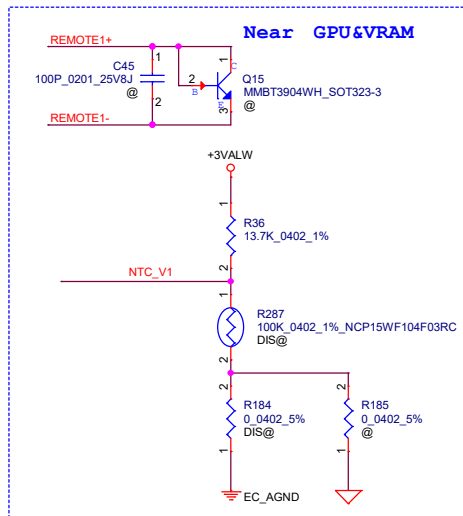 Near GPU&VRAM
REMOTE1+
1
1
C
C45
100P_0201_25V8J
@
2
B
Q15
MMBT3904WH_SOT323-3
@
2
E
3
REMOTE1-
+3VALW
1
R36
13.7K_0402_1%
2
NTC_V1
1
R287
100K_0402_1%_NCP15WF104F03RC
DIS@
2
2
R184
0_0402_5%
DIS@
1
2
R185
0_0402_5%
@
1
EC_AGND